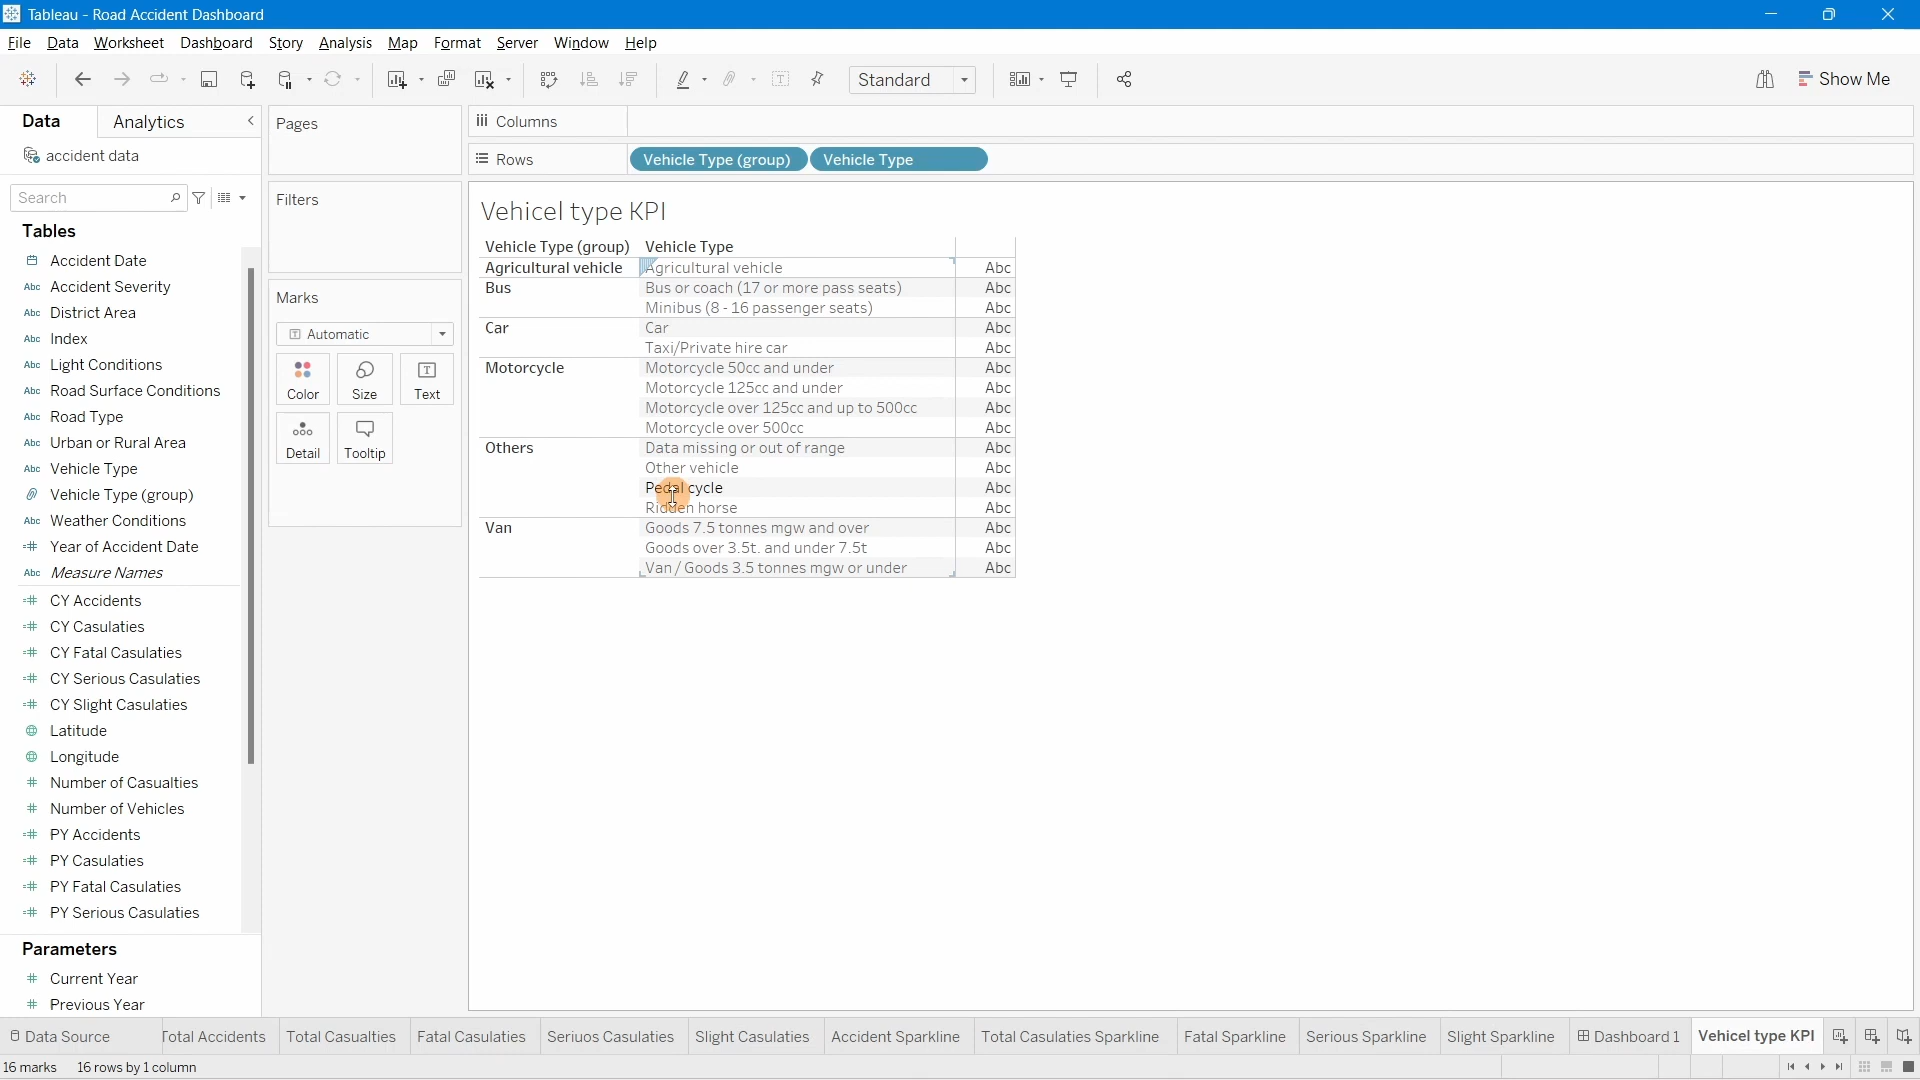 Tableau - Road Accident Dashboard
File Data Worksheet Dashboard Story Analysis Map Format Server Window Help
Standard
Show Me
Data
Analytics
accident data
Search
Tables
Accident Date
Abc Accident Severity
Abc District Area
Abc Index
Abc Light Conditions
Abc Road Surface Conditions
Abc Road Type
Abc Urban or Rural Area
Abc Vehicle Type
Vehicle Type (group)
Abc Weather Conditions
=# Year of Accident Date
Abc Measure Names
=# CY Accidents
=# CY Casulaties
=# CY Fatal Casulaties
=# CY Serious Casulaties
=# CY Slight Casulaties
Latitude
Longitude
# Number of Casualties
# Number of Vehicles
=# PY Accidents
=# PY Casulaties
=# PY Fatal Casulaties
=# PY Serious Casulaties
Parameters
# Current Year
# Previous Year
Pages
Filters
Marks
Automatic
Color
Size
Text
Detail
Tooltip
Columns
Rows
Vehicle Type (group)
Vehicle Type
Vehicel type KPI
Vehicle Type (group) Vehicle Type
Agricultural vehicle Agricultural vehicle Abc
Bus Bus or coach (17 or more pass seats) Abc
Minibus (8 - 16 passenger seats) Abc
Car Car Abc
Taxi/Private hire car Abc
Motorcycle Motorcycle 50cc and under Abc
Motorcycle 125cc and under Abc
Motorcycle over 125cc and up to 500cc Abc
Motorcycle over 500cc Abc
Others Data missing or out of range Abc
Other vehicle Abc
Pedal cycle Abc
Ridden horse Abc
Van Goods 7.5 tonnes mgw and over Abc
Goods over 3.5t. and under 7.5t Abc
Van / Goods 3.5 tonnes mgw or under Abc
Data Source
Total Accidents
Total Casualties
Fatal Casulaties
Seriuos Casulaties
Slight Casulaties
Accident Sparkline
Total Casulaties Sparkline
Fatal Sparkline
Serious Sparkline
Slight Sparkline
Dashboard 1
Vehicel type KPI
16 marks 16 rows by 1 column